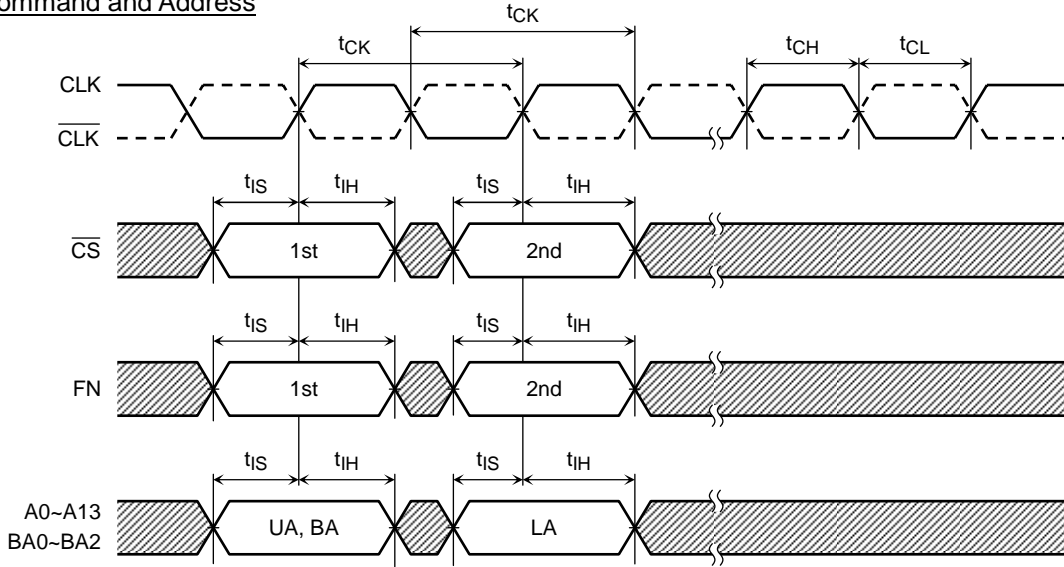 ommand and Address
tCK
tCK
tCH
tCL
CLK
CLK
tIS
tIH
tIS
tIH
CS
1st
2nd
tIS
tIH
tIS
tIH
FN
1st
2nd
tIS
tIH
tIS
tIH
A0~A13
BA0~BA2
UA, BA
LA